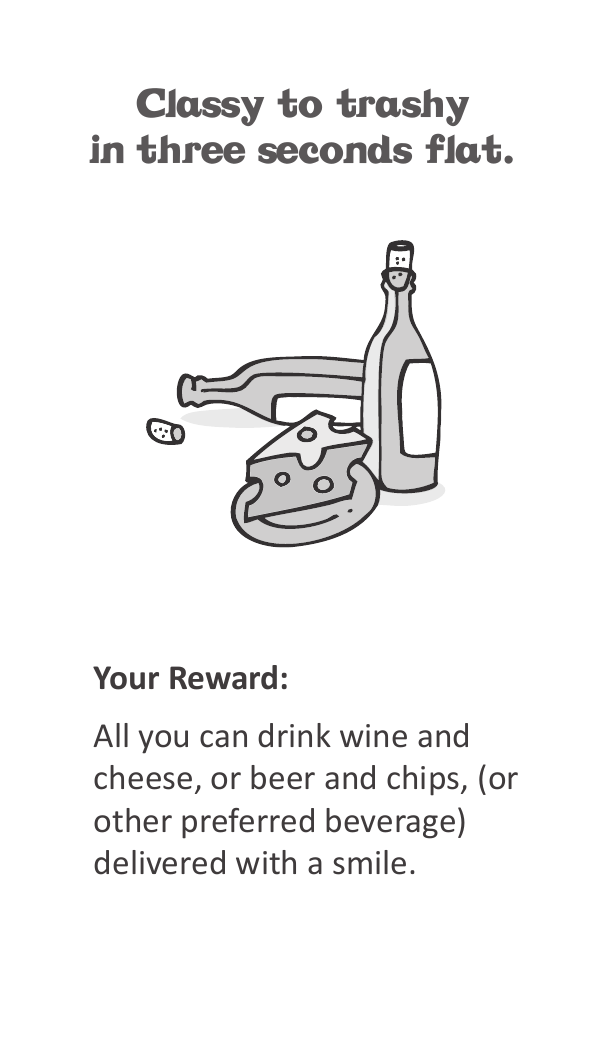 Classy to trashy
in three seconds flat.
Your Reward:
All you can drink wine and
cheese, or beer and chips, (or
other preferred beverage)
delivered with a smile.